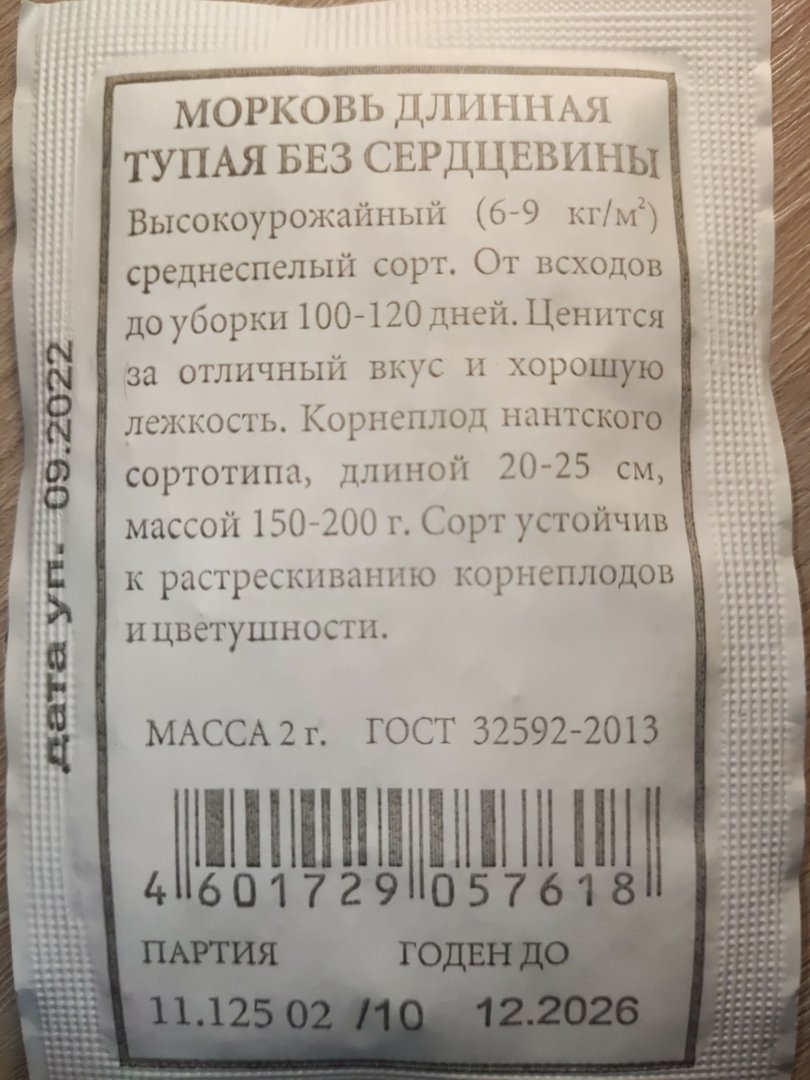 МОРКОВЬ ДЛИННАЯ
ТУПАЯ БЕЗ СЕРДЦЕВИНЫ
Высокоурожайный (6-9 кг/м²)
среднеспелый сорт. От всходов
до уборки 100-120 дней. Ценится
за отличный вкус и хорошую
лежкость. Корнеплод нантского
сортотипа, длиной 20-25 см,
массой 150-200 г. Сорт устойчив
к растрескиванию корнеплодов
и цветушности.
МАССА 2 г. ГОСТ 32592-2013
4 601729 057618
ПАРТИЯ ГОДЕН ДО
11.125 02 /10 12.2026
дата уп. 09.2022